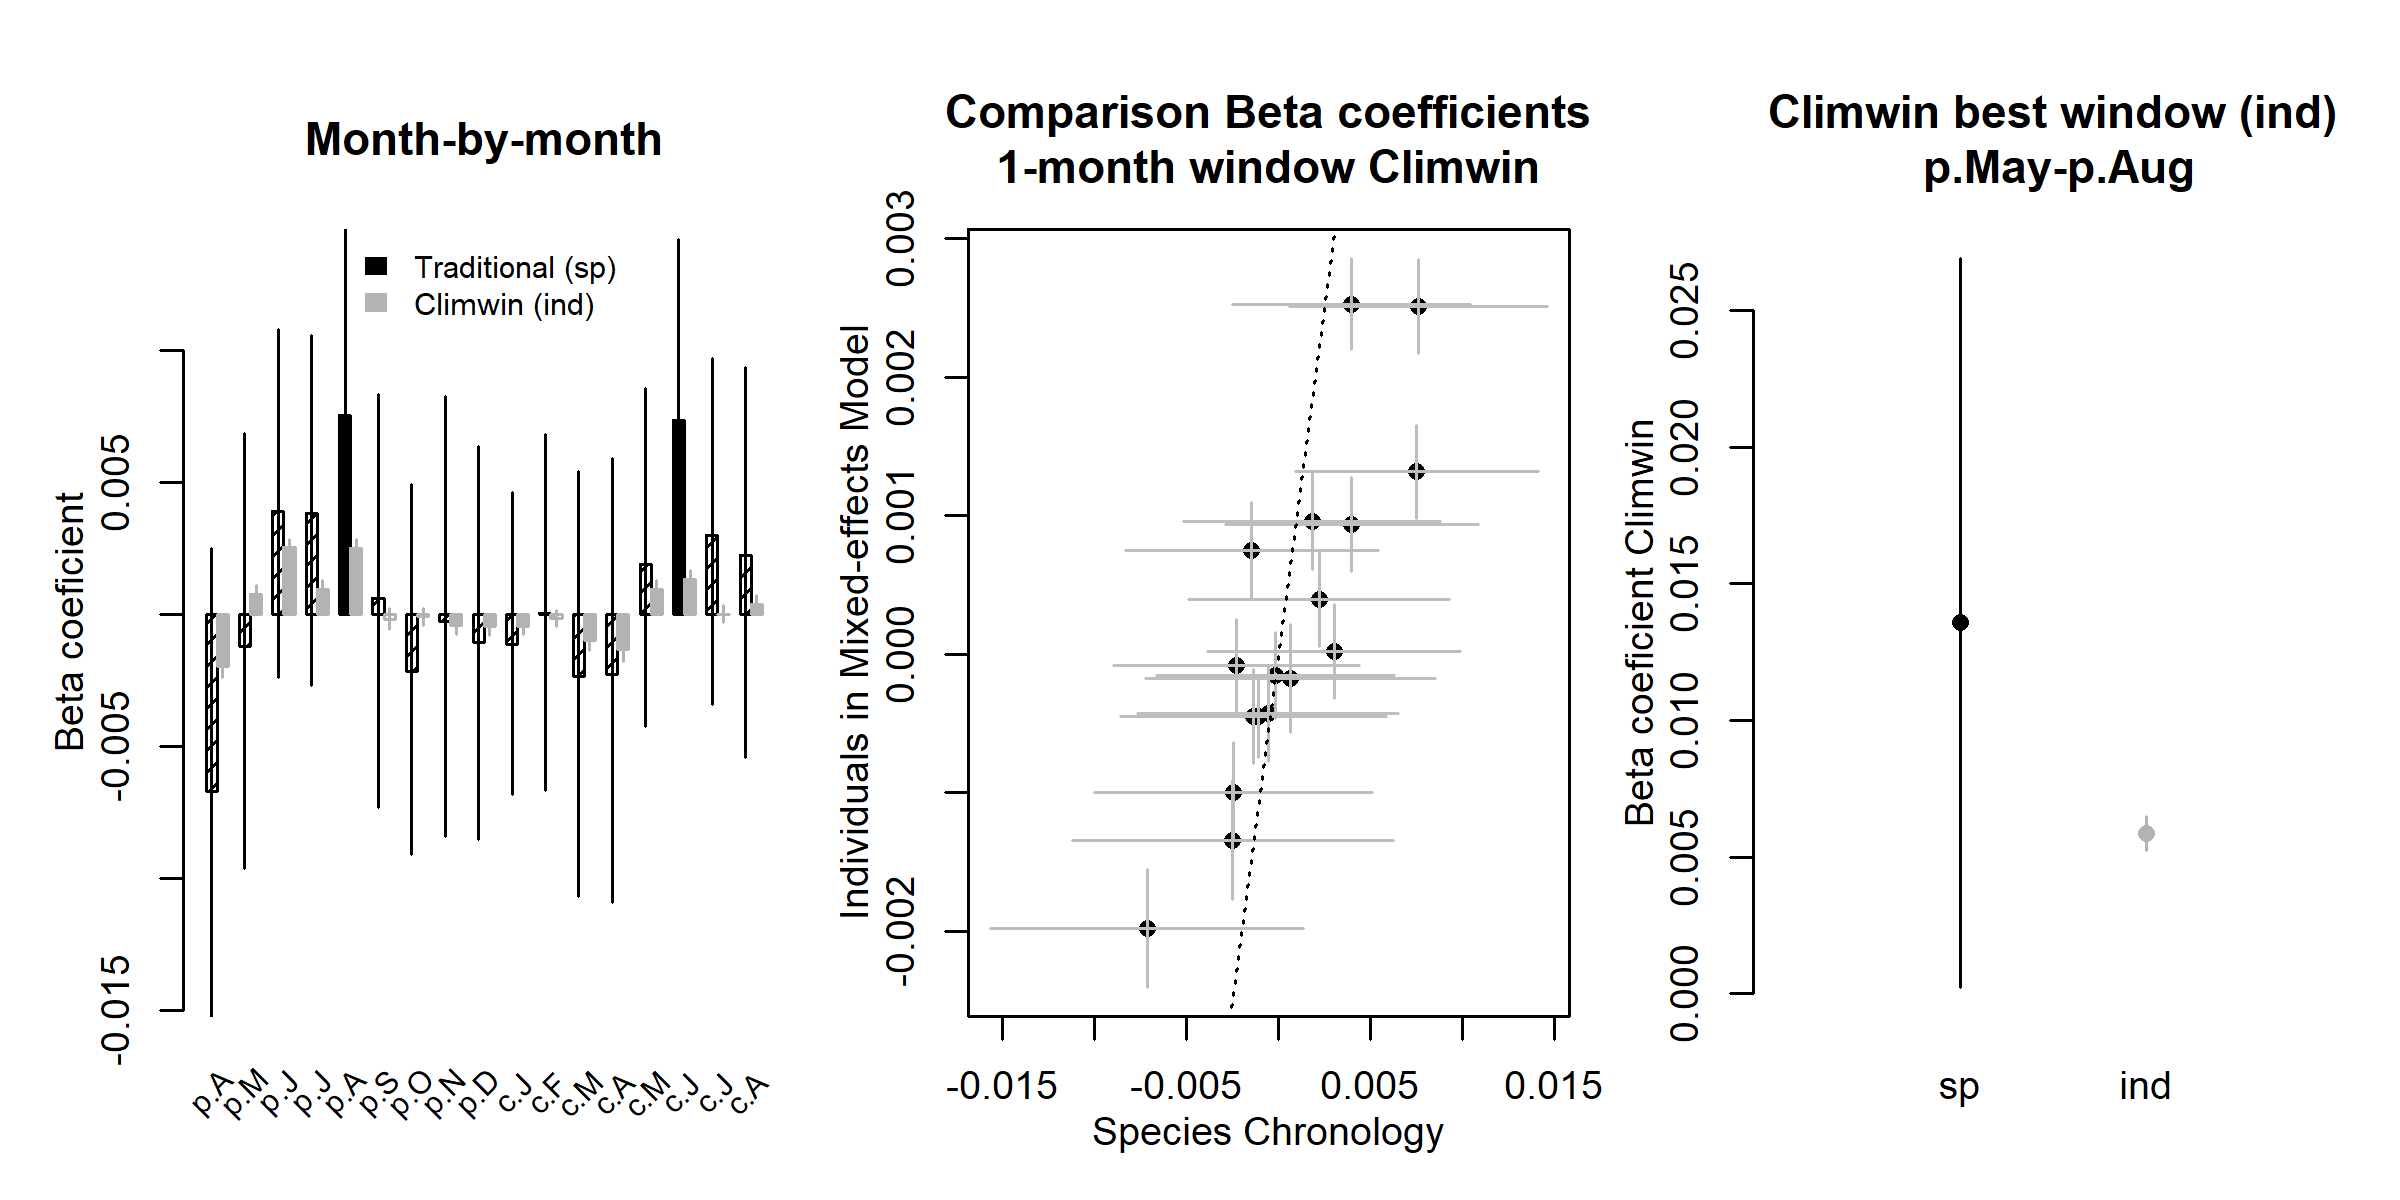 Month-by-month
Traditional (sp)
Climwin (ind)
Beta coeficient
0.005
-0.005
-0.015
p.A
p.M
p.J
p.J
p.A
p.S
p.O
p.N
p.D
c.J
c.F
c.M
c.A
c.M
c.J
c.J
c.A
Comparison Beta coefficients
1-month window Climwin
Individuals in Mixed-effects Model
0.003
0.002
0.001
0.000
-0.002
-0.015
-0.005
0.005
0.015
Species Chronology
Climwin best window (ind)
p.May-p.Aug
Beta coeficient Climwin
0.025
0.020
0.015
0.010
0.005
0.000
sp
ind